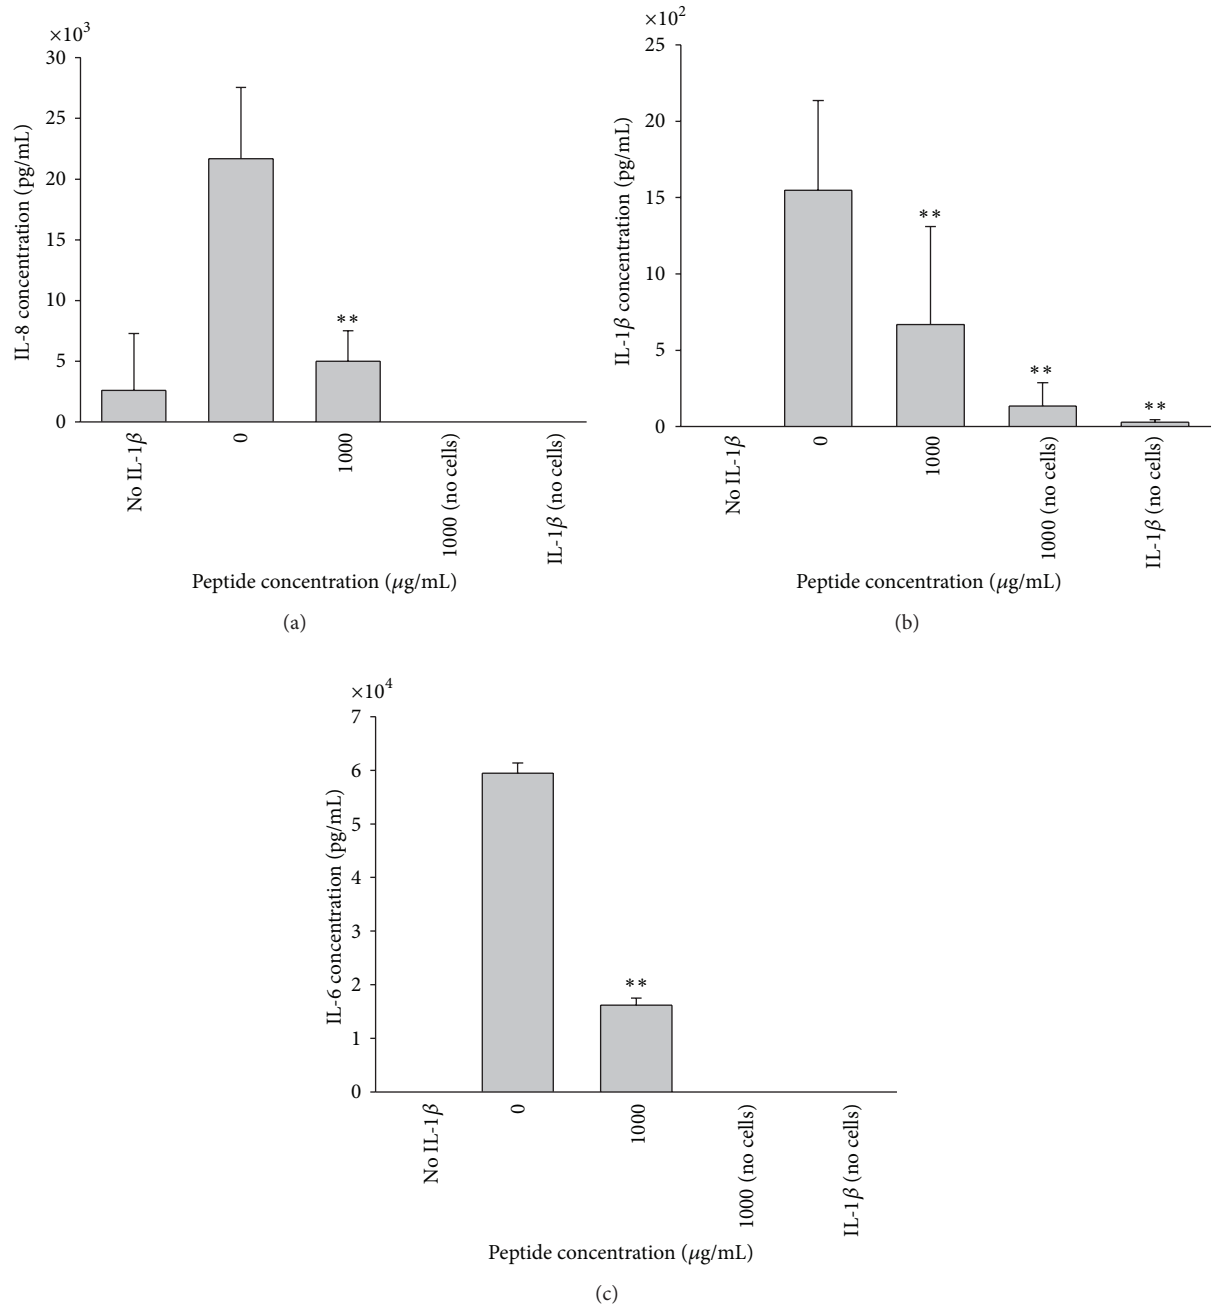 ×10³
30
25
20
15
10
5
0
IL-8 concentration (pg/mL)
**
No IL-1β
0
1000
1000 (no cells)
IL-1β (no cells)
Peptide concentration (μg/mL)
(a)
×10²
25
20
15
10
5
0
IL-1β concentration (pg/mL)
**
**
**
No IL-1β
0
1000
1000 (no cells)
IL-1β (no cells)
Peptide concentration (μg/mL)
(b)
×10⁴
7
6
5
4
3
2
1
0
IL-6 concentration (pg/mL)
**
No IL-1β
0
1000
1000 (no cells)
IL-1β (no cells)
Peptide concentration (μg/mL)
(c)